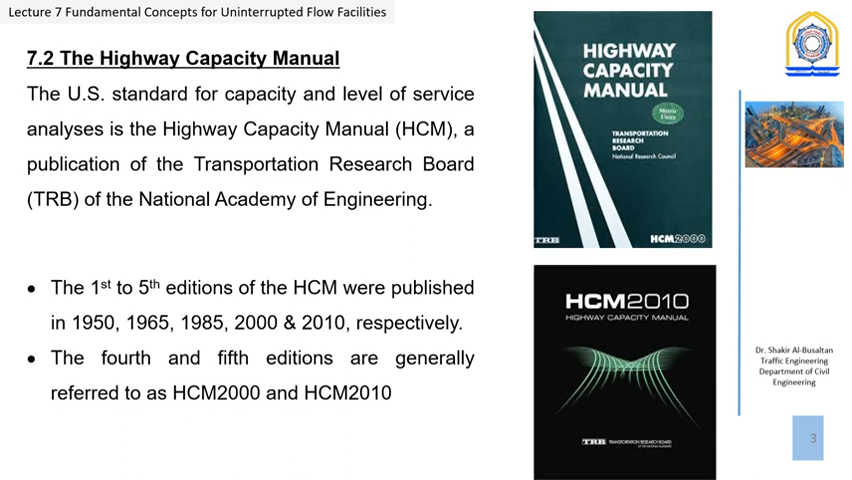 Lecture 7 Fundamental Concepts for Uninterrupted Flow Facilities
7.2 The Highway Capacity Manual
The U.S. standard for capacity and level of service
analyses is the Highway Capacity Manual (HCM), a
publication of the Transportation Research Board
(TRB) of the National Academy of Engineering.
• The 1st to 5th editions of the HCM were published
in 1950, 1965, 1985, 2000 & 2010, respectively.
• The fourth and fifth editions are generally
referred to as HCM2000 and HCM2010
HIGHWAY
CAPACITY
MANUAL
Metric
Units
TRANSPORTATION
RESEARCH
BOARD
National Research Council
TRB
HCM2000
HCM2010
HIGHWAY CAPACITY MANUAL
TRB TRANSPORTATION RESEARCH BOARD
Dr. Shakir Al-Busaltan
Traffic Engineering
Department of Civil
Engineering
3